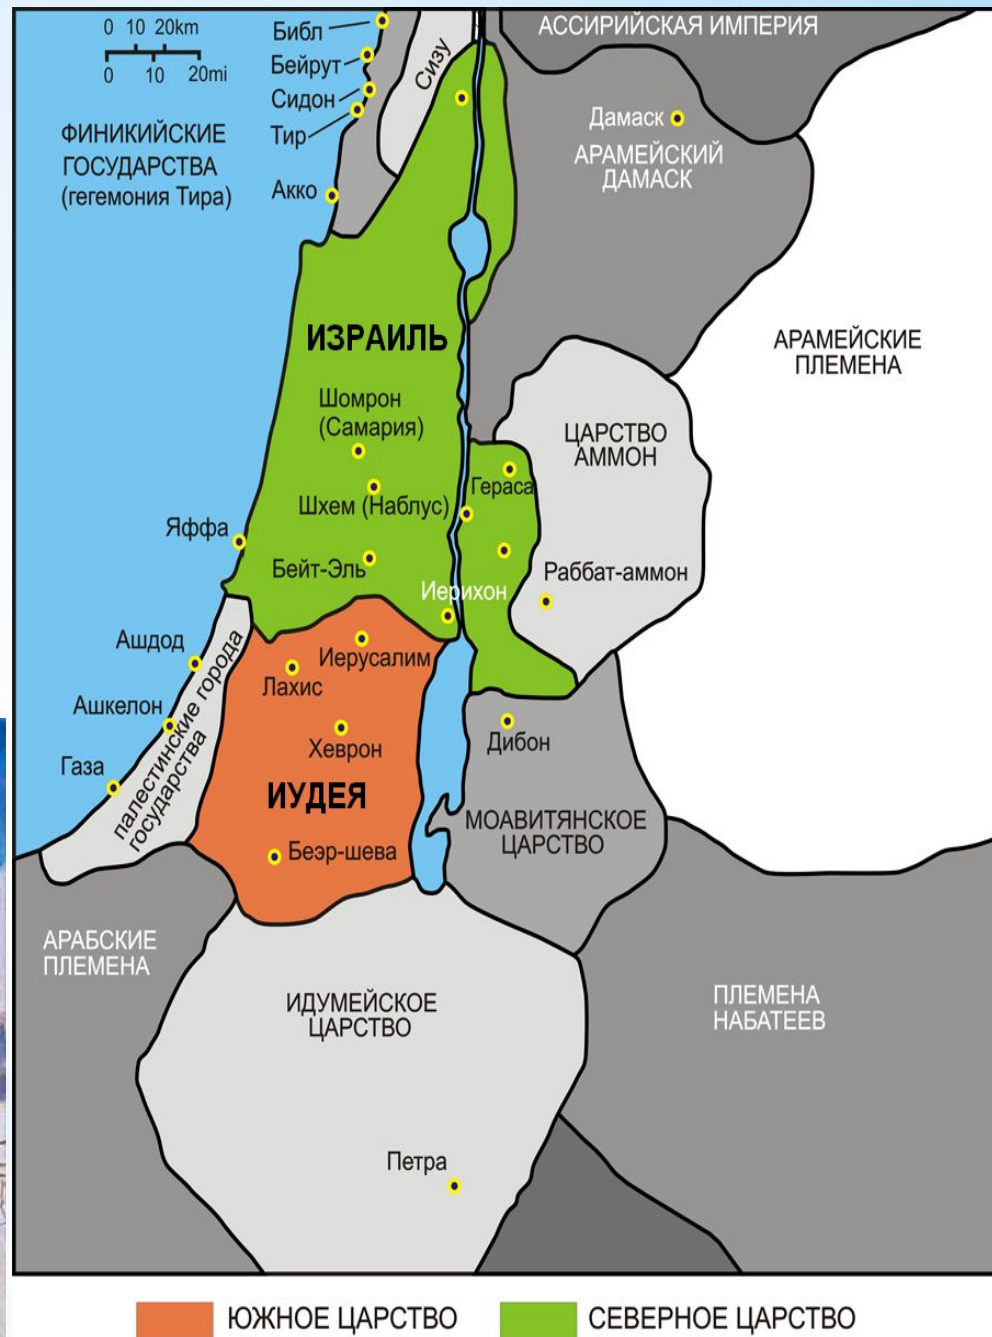 0 10 20km
0 10 20mi
Библ
Бейрут
Сидон
Тир
Сизу
АССИРИЙСКАЯ ИМПЕРИЯ
ФИНИКИЙСКИЕ
ГОСУДАРСТВА
(гегемония Тира)
Дамаск
АРАМЕЙСКИЙ
ДАМАСК
Акко
ИЗРАИЛЬ
АРАМЕЙСКИЕ
ПЛЕМЕНА
Шомрон
(Самария)
ЦАРСТВО
АММОН
Гераса
Шхем (Наблус)
Яффа
Бейт-Эль
Раббат-аммон
Иерихон
Ашдод
Иерусалим
Лахис
Ашкелон
Хеврон
Дибон
Газа
палестинские города
государства
ИУДЕЯ
МОАВИТЯНСКОЕ
ЦАРСТВО
Беэр-шева
АРАБСКИЕ
ПЛЕМЕНА
ИДУМЕЙСКОЕ
ЦАРСТВО
ПЛЕМЕНА
НАБАТЕЕВ
Петра
ЮЖНОЕ ЦАРСТВО
СЕВЕРНОЕ ЦАРСТВО